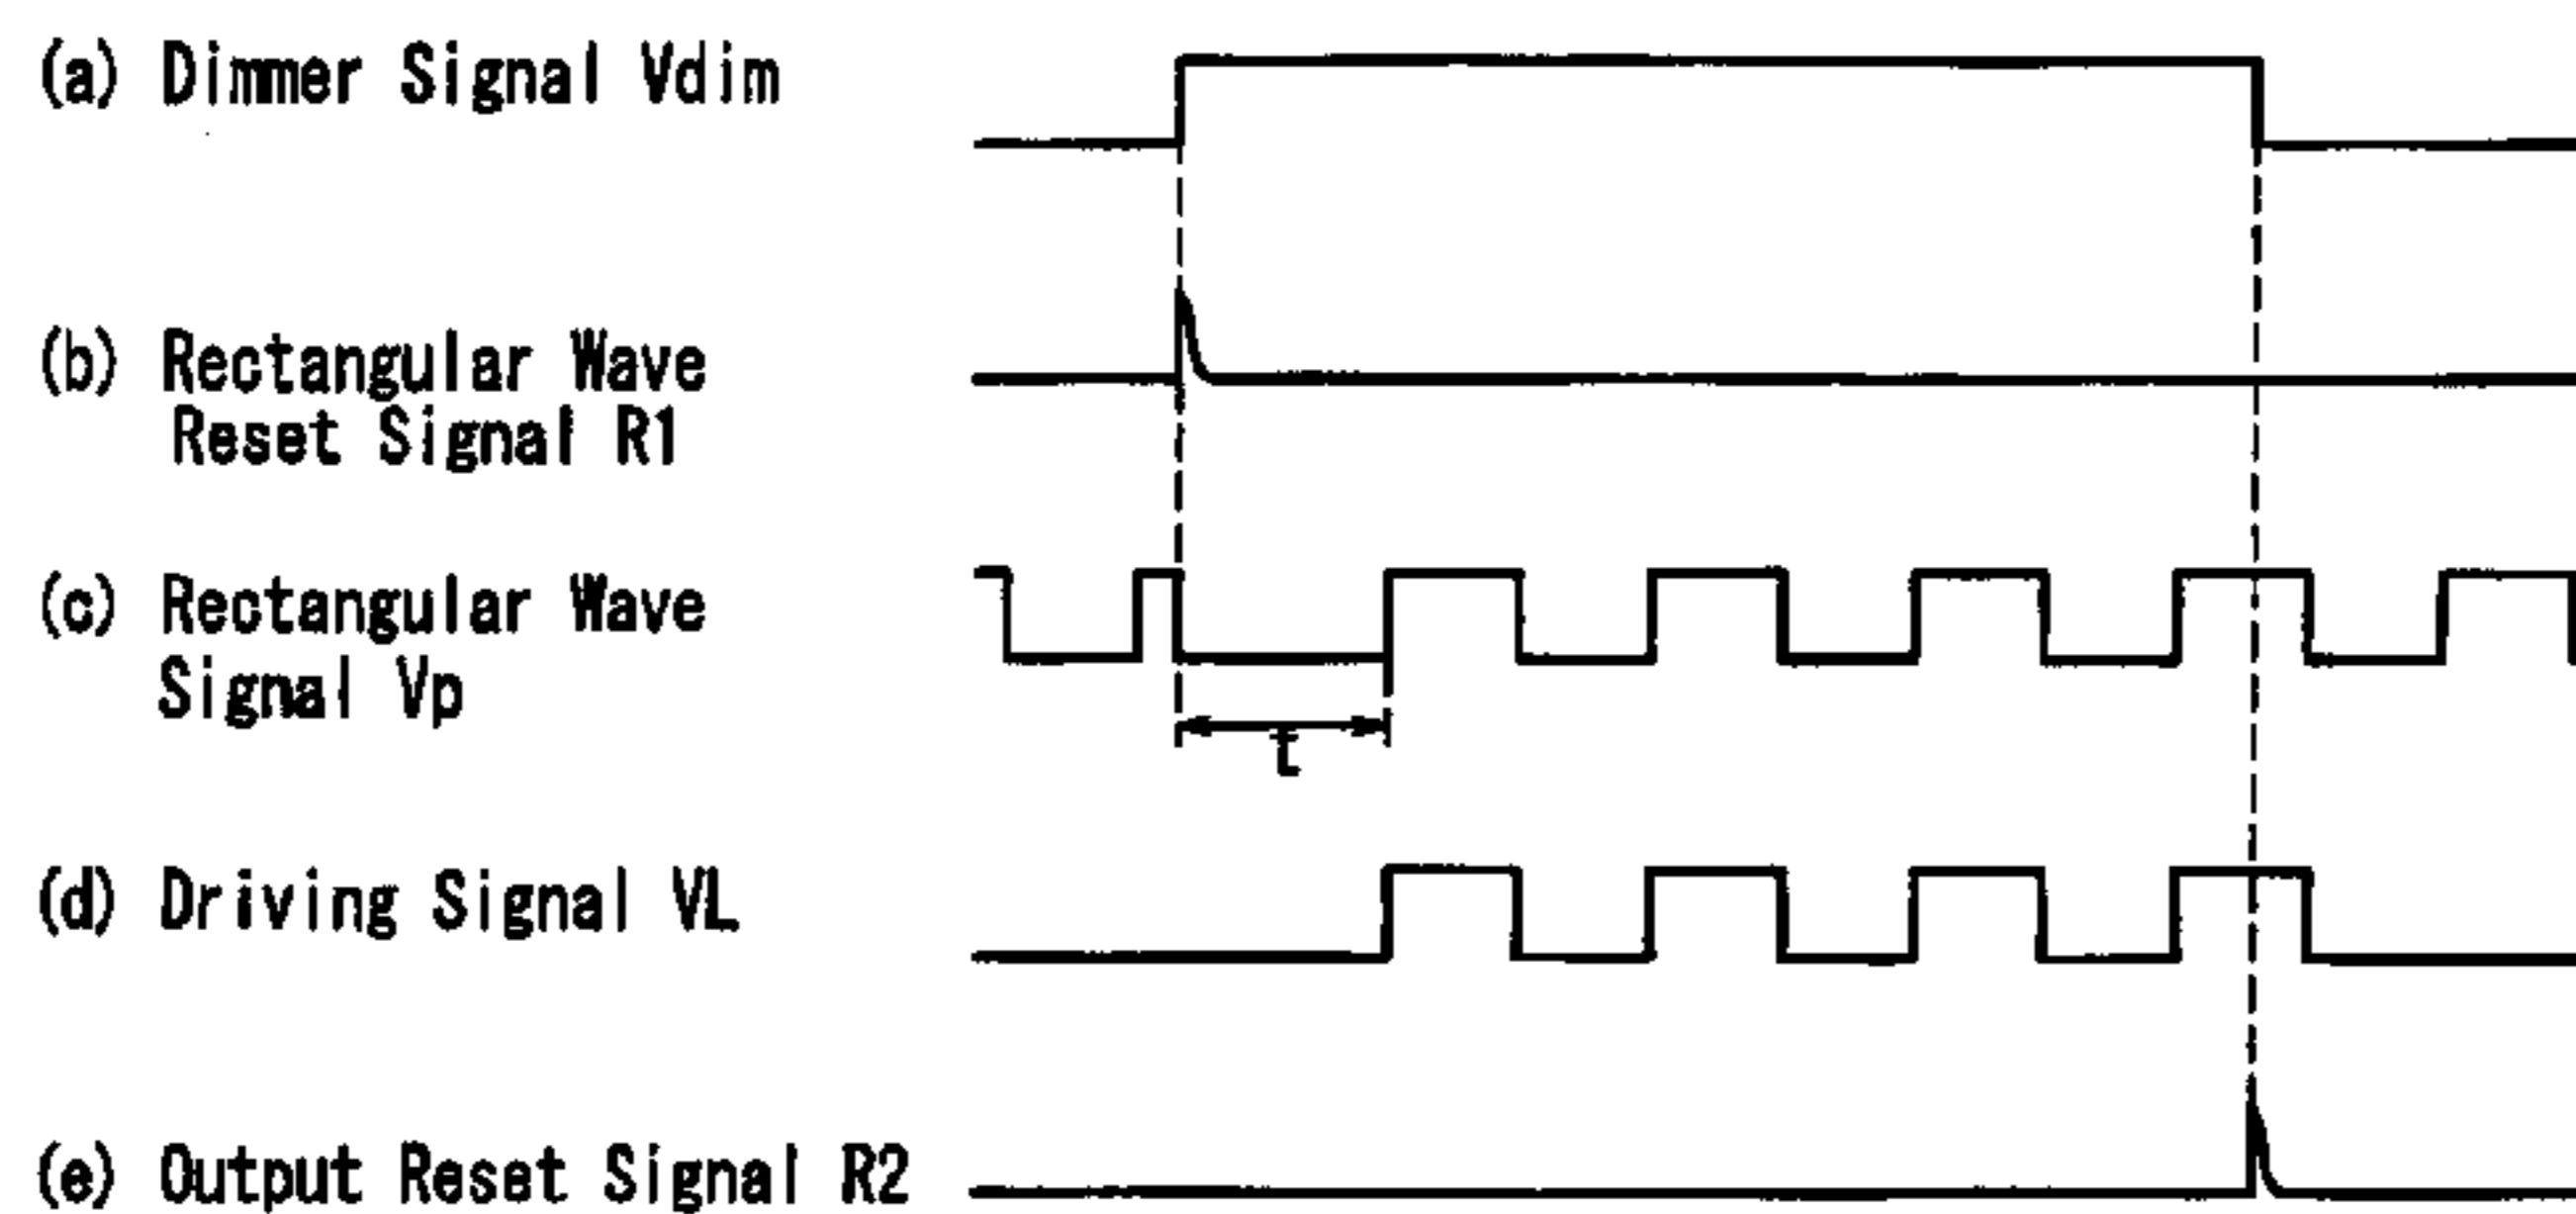 (a) Dimmer Signal Vdim
(b) Rectangular Wave
Reset Signal R1
(c) Rectangular Wave
Signal Vp
t
(d) Driving Signal VL
(e) Output Reset Signal R2